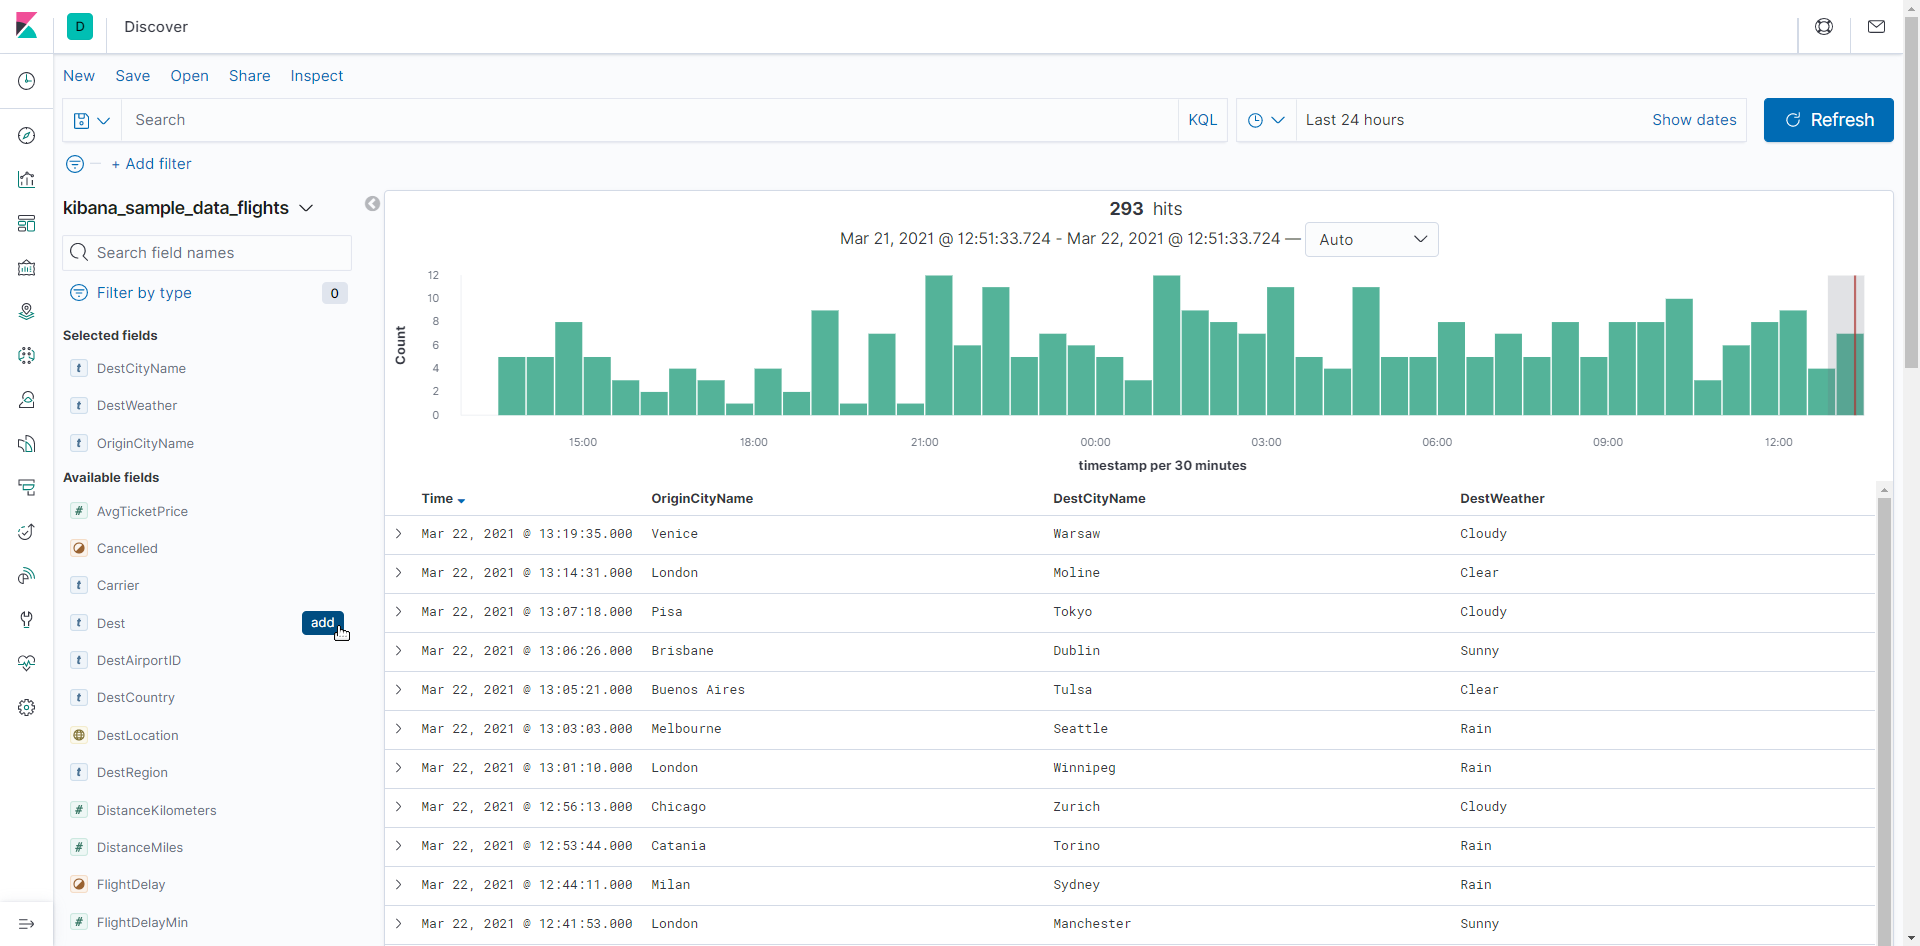 D Discover
New Save Open Share Inspect
Search KQL Last 24 hours Show dates Refresh
+ Add filter
kibana_sample_data_flights
Search field names
Filter by type 0
Selected fields
t DestCityName
t DestWeather
t OriginCityName
Available fields
# AvgTicketPrice
Cancelled
t Carrier
t Dest add
t DestAirportID
t DestCountry
DestLocation
t DestRegion
# DistanceKilometers
# DistanceMiles
FlightDelay
# FlightDelayMin
293 hits
Mar 21, 2021 @ 12:51:33.724 - Mar 22, 2021 @ 12:51:33.724 — Auto
Count
12
10
8
6
4
2
0
15:00 18:00 21:00 00:00 03:00 06:00 09:00 12:00
timestamp per 30 minutes
Time OriginCityName DestCityName DestWeather
Mar 22, 2021 @ 13:19:35.000 Venice Warsaw Cloudy
Mar 22, 2021 @ 13:14:31.000 London Moline Clear
Mar 22, 2021 @ 13:07:18.000 Pisa Tokyo Cloudy
Mar 22, 2021 @ 13:06:26.000 Brisbane Dublin Sunny
Mar 22, 2021 @ 13:05:21.000 Buenos Aires Tulsa Clear
Mar 22, 2021 @ 13:03:03.000 Melbourne Seattle Rain
Mar 22, 2021 @ 13:01:10.000 London Winnipeg Rain
Mar 22, 2021 @ 12:56:13.000 Chicago Zurich Cloudy
Mar 22, 2021 @ 12:53:44.000 Catania Torino Rain
Mar 22, 2021 @ 12:44:11.000 Milan Sydney Rain
Mar 22, 2021 @ 12:41:53.000 London Manchester Sunny